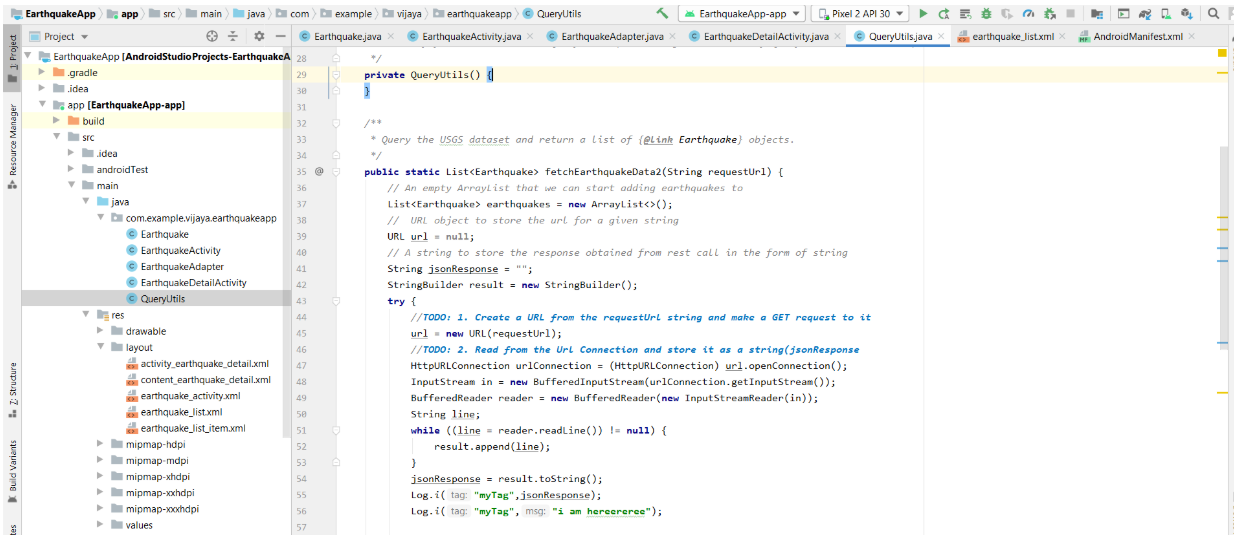 EarthquakeApp app src main java com example vijaya earthquakeapp QueryUtils EarthquakeApp-app Pixel 2 API 30
Project Earthquake.java EarthquakeActivity.java EarthquakeAdapter.java EarthquakeDetailActivity.java QueryUtils.java earthquake_list.xml AndroidManifest.xml
1: Project
Resource Manager
Z: Structure
Build Variants
EarthquakeApp [AndroidStudioProjects-EarthquakeA
.gradle
.idea
app [EarthquakeApp-app]
build
src
.idea
androidTest
main
java
com.example.vijaya.earthquakeapp
Earthquake
EarthquakeActivity
EarthquakeAdapter
EarthquakeDetailActivity
QueryUtils
res
drawable
layout
activity_earthquake_detail.xml
content_earthquake_detail.xml
earthquake_activity.xml
earthquake_list.xml
earthquake_list_item.xml
mipmap-hdpi
mipmap-mdpi
mipmap-xhdpi
mipmap-xxhdpi
mipmap-xxxhdpi
values
28 */
29 private QueryUtils() {
30 }
31
32 /**
33 * Query the USGS dataset and return a list of {@link Earthquake} objects.
34 */
35 @ public static List<Earthquake> fetchEarthquakeData2(String requestUrl) {
36 // An empty ArrayList that we can start adding earthquakes to
37 List<Earthquake> earthquakes = new ArrayList<>();
38 // URL object to store the url for a given string
39 URL url = null;
40 // A string to store the response obtained from rest call in the form of string
41 String jsonResponse = "";
42 StringBuilder result = new StringBuilder();
43 try {
44 //TODO: 1. Create a URL from the requestUrl string and make a GET request to it
45 url = new URL(requestUrl);
46 //TODO: 2. Read from the Url Connection and store it as a string(jsonResponse
47 HttpURLConnection urlConnection = (HttpURLConnection) url.openConnection();
48 InputStream in = new BufferedInputStream(urlConnection.getInputStream());
49 BufferedReader reader = new BufferedReader(new InputStreamReader(in));
50 String line;
51 while ((line = reader.readLine()) != null) {
52 result.append(line);
53 }
54 jsonResponse = result.toString();
55 Log.i( tag: "myTag",jsonResponse);
56 Log.i( tag: "myTag", msg: "i am hereereree");
57